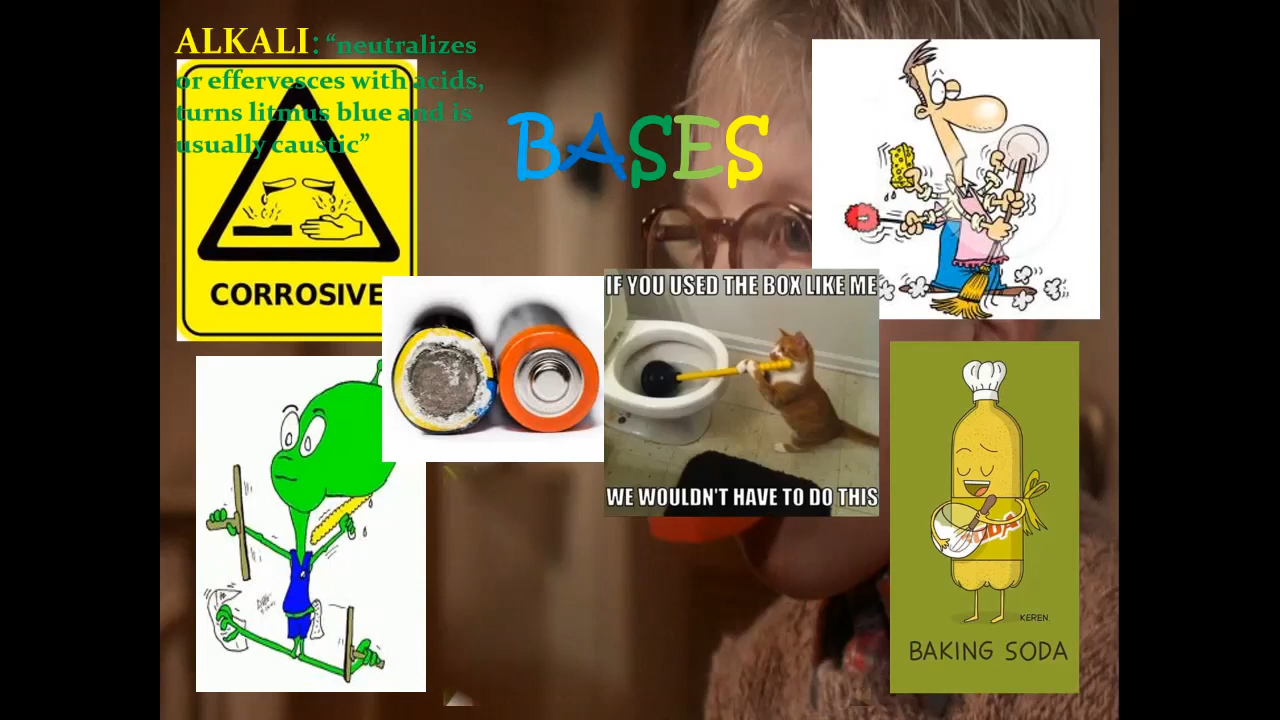 ALKALI: “neutralizes
or effervesces with acids,
turns litmus blue and is
usually caustic”
BASES
CORROSIVE
IF YOU USED THE BOX LIKE ME
WE WOULDN'T HAVE TO DO THIS
SODA
KEREN.
BAKING SODA